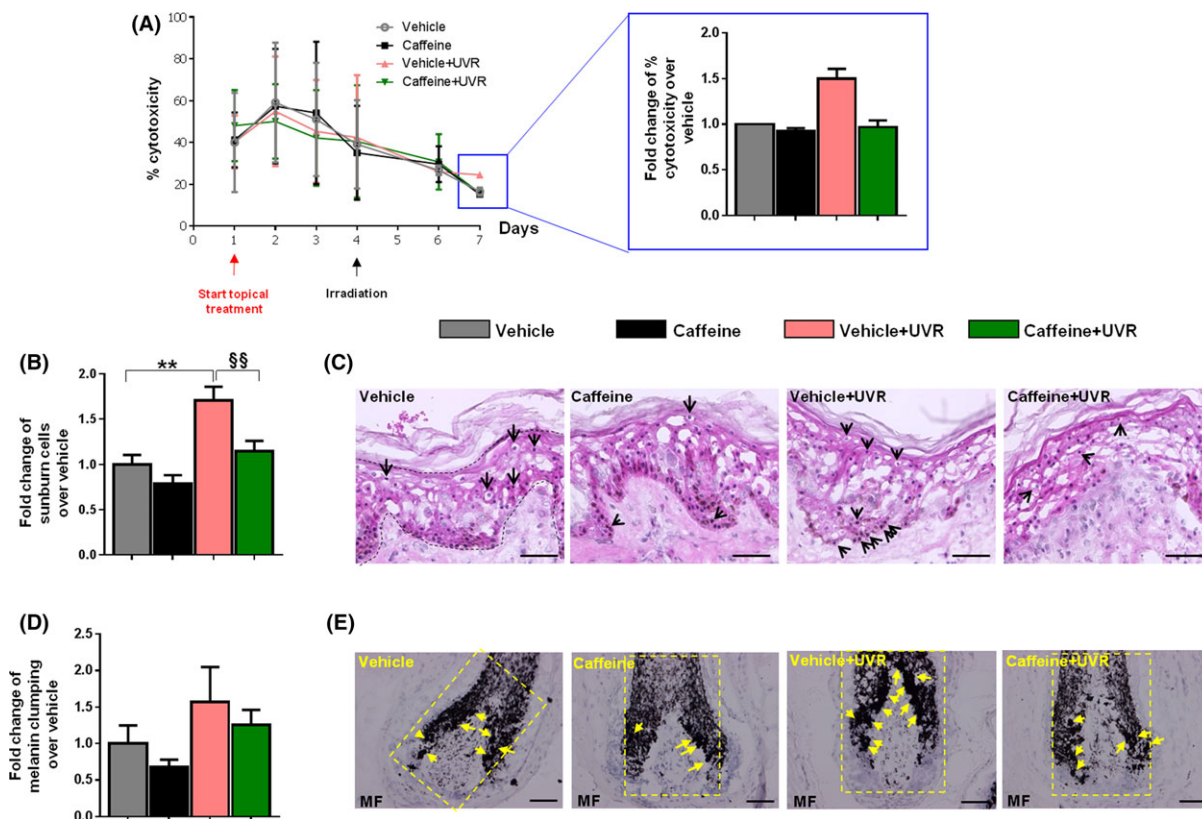 (A)
100
80
60
40
20
0
% cytotoxicity
Vehicle
Caffeine
Vehicle+UVR
Caffeine+UVR
0 1 2 3 4 5 6 7
Days
Start topical
treatment
Irradiation
Fold change of %
cytotoxicity over
vehicle
2.0
1.5
1.0
0.5
0.0
Vehicle
Caffeine
Vehicle+UVR
Caffeine+UVR
(B)
Fold change of
sunburn cells
over vehicle
2.0
1.5
1.0
0.5
0.0
**
§§
(C)
Vehicle
Caffeine
Vehicle+UVR
Caffeine+UVR
(D)
Fold change of
melanin clumping
over vehicle
2.5
2.0
1.5
1.0
0.5
0.0
(E)
Vehicle
MF
Caffeine
MF
Vehicle+UVR
MF
Caffeine+UVR
MF